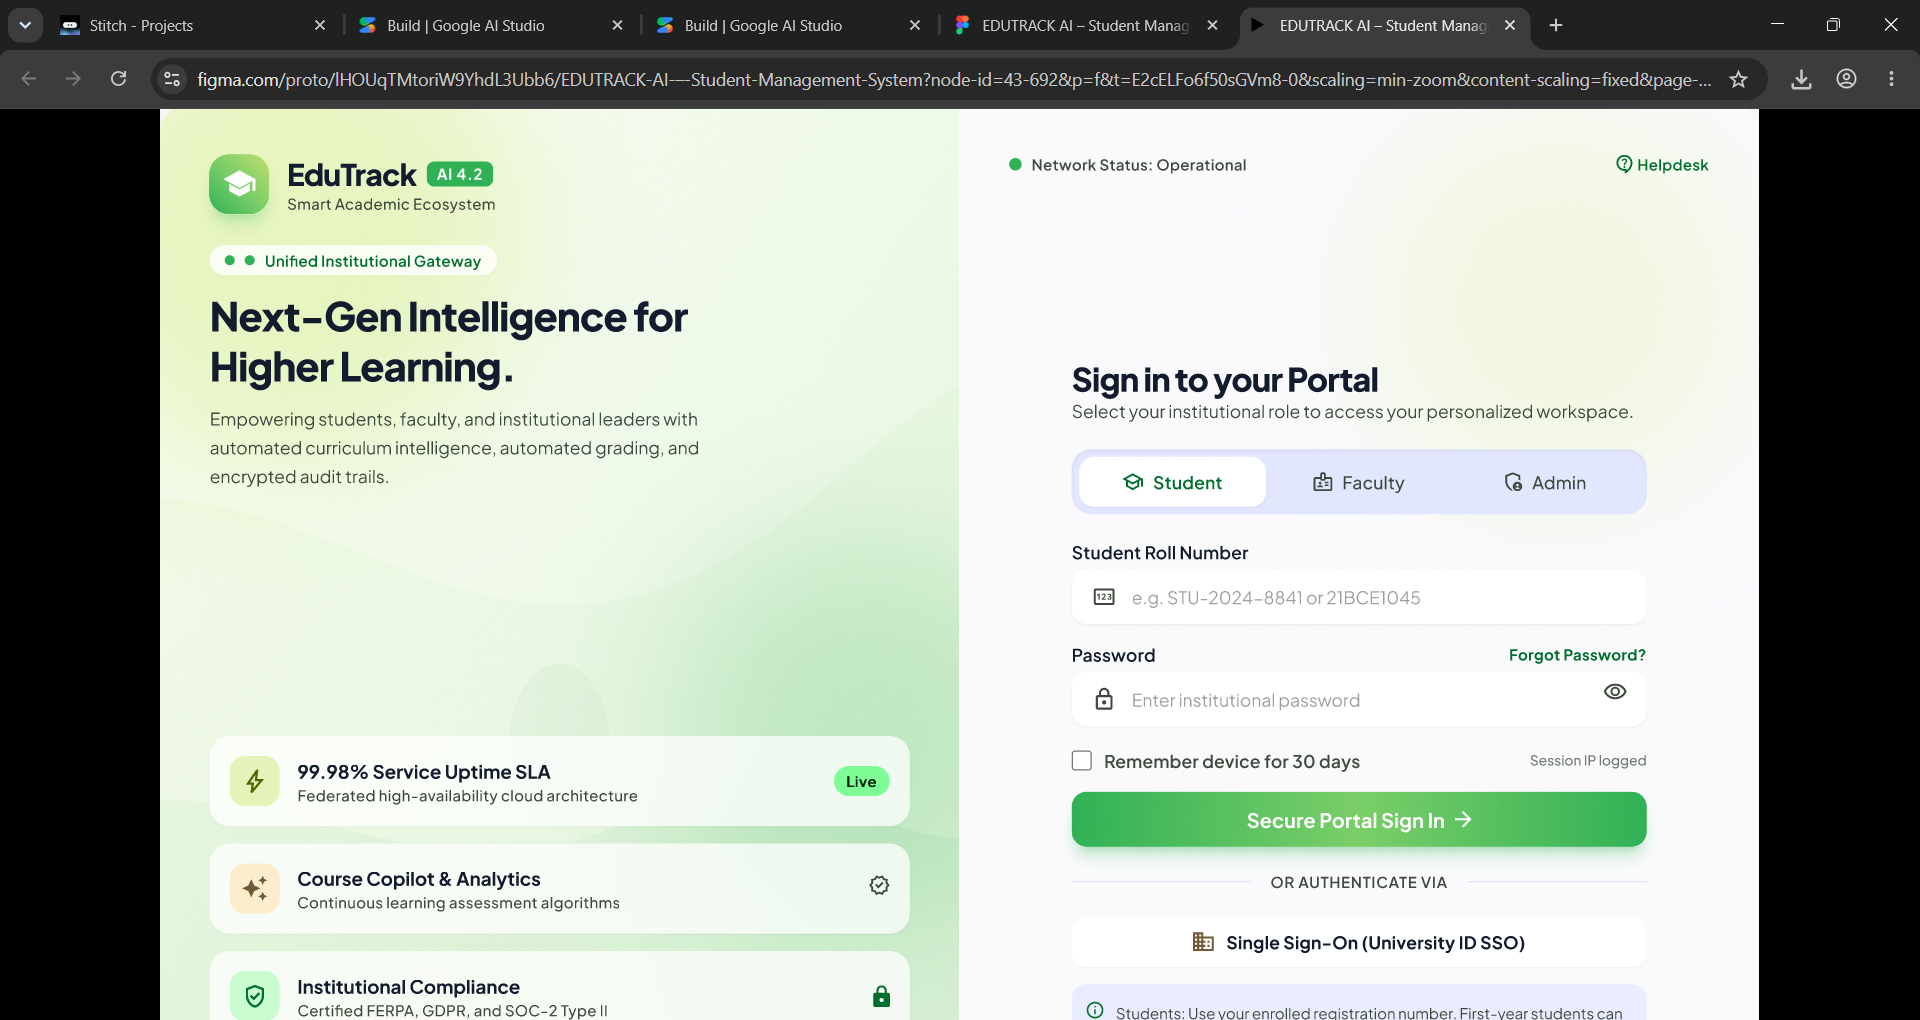 Stitch - Projects
Build | Google AI Studio
Build | Google AI Studio
EDUTRACK AI – Student Manag
EDUTRACK AI – Student Manag
figma.com/proto/lHOUqTMtoriW9YhdL3Ubb6/EDUTRACK-AI---Student-Management-System?node-id=43-692&p=f&t=E2cELFo6f50sGVm8-0&scaling=min-zoom&content-scaling=fixed&page-...
EduTrack AI 4.2
Smart Academic Ecosystem
Unified Institutional Gateway
Next-Gen Intelligence for
Higher Learning.
Empowering students, faculty, and institutional leaders with
automated curriculum intelligence, automated grading, and
encrypted audit trails.
99.98% Service Uptime SLA
Federated high-availability cloud architecture
Live
Course Copilot & Analytics
Continuous learning assessment algorithms
Institutional Compliance
Certified FERPA, GDPR, and SOC-2 Type II
Network Status: Operational
Helpdesk
Sign in to your Portal
Select your institutional role to access your personalized workspace.
Student
Faculty
Admin
Student Roll Number
123
e.g. STU-2024-8841 or 21BCE1045
Password
Forgot Password?
Enter institutional password
Remember device for 30 days
Session IP logged
Secure Portal Sign In →
OR AUTHENTICATE VIA
Single Sign-On (University ID SSO)
Students: Use your enrolled registration number. First-year students can